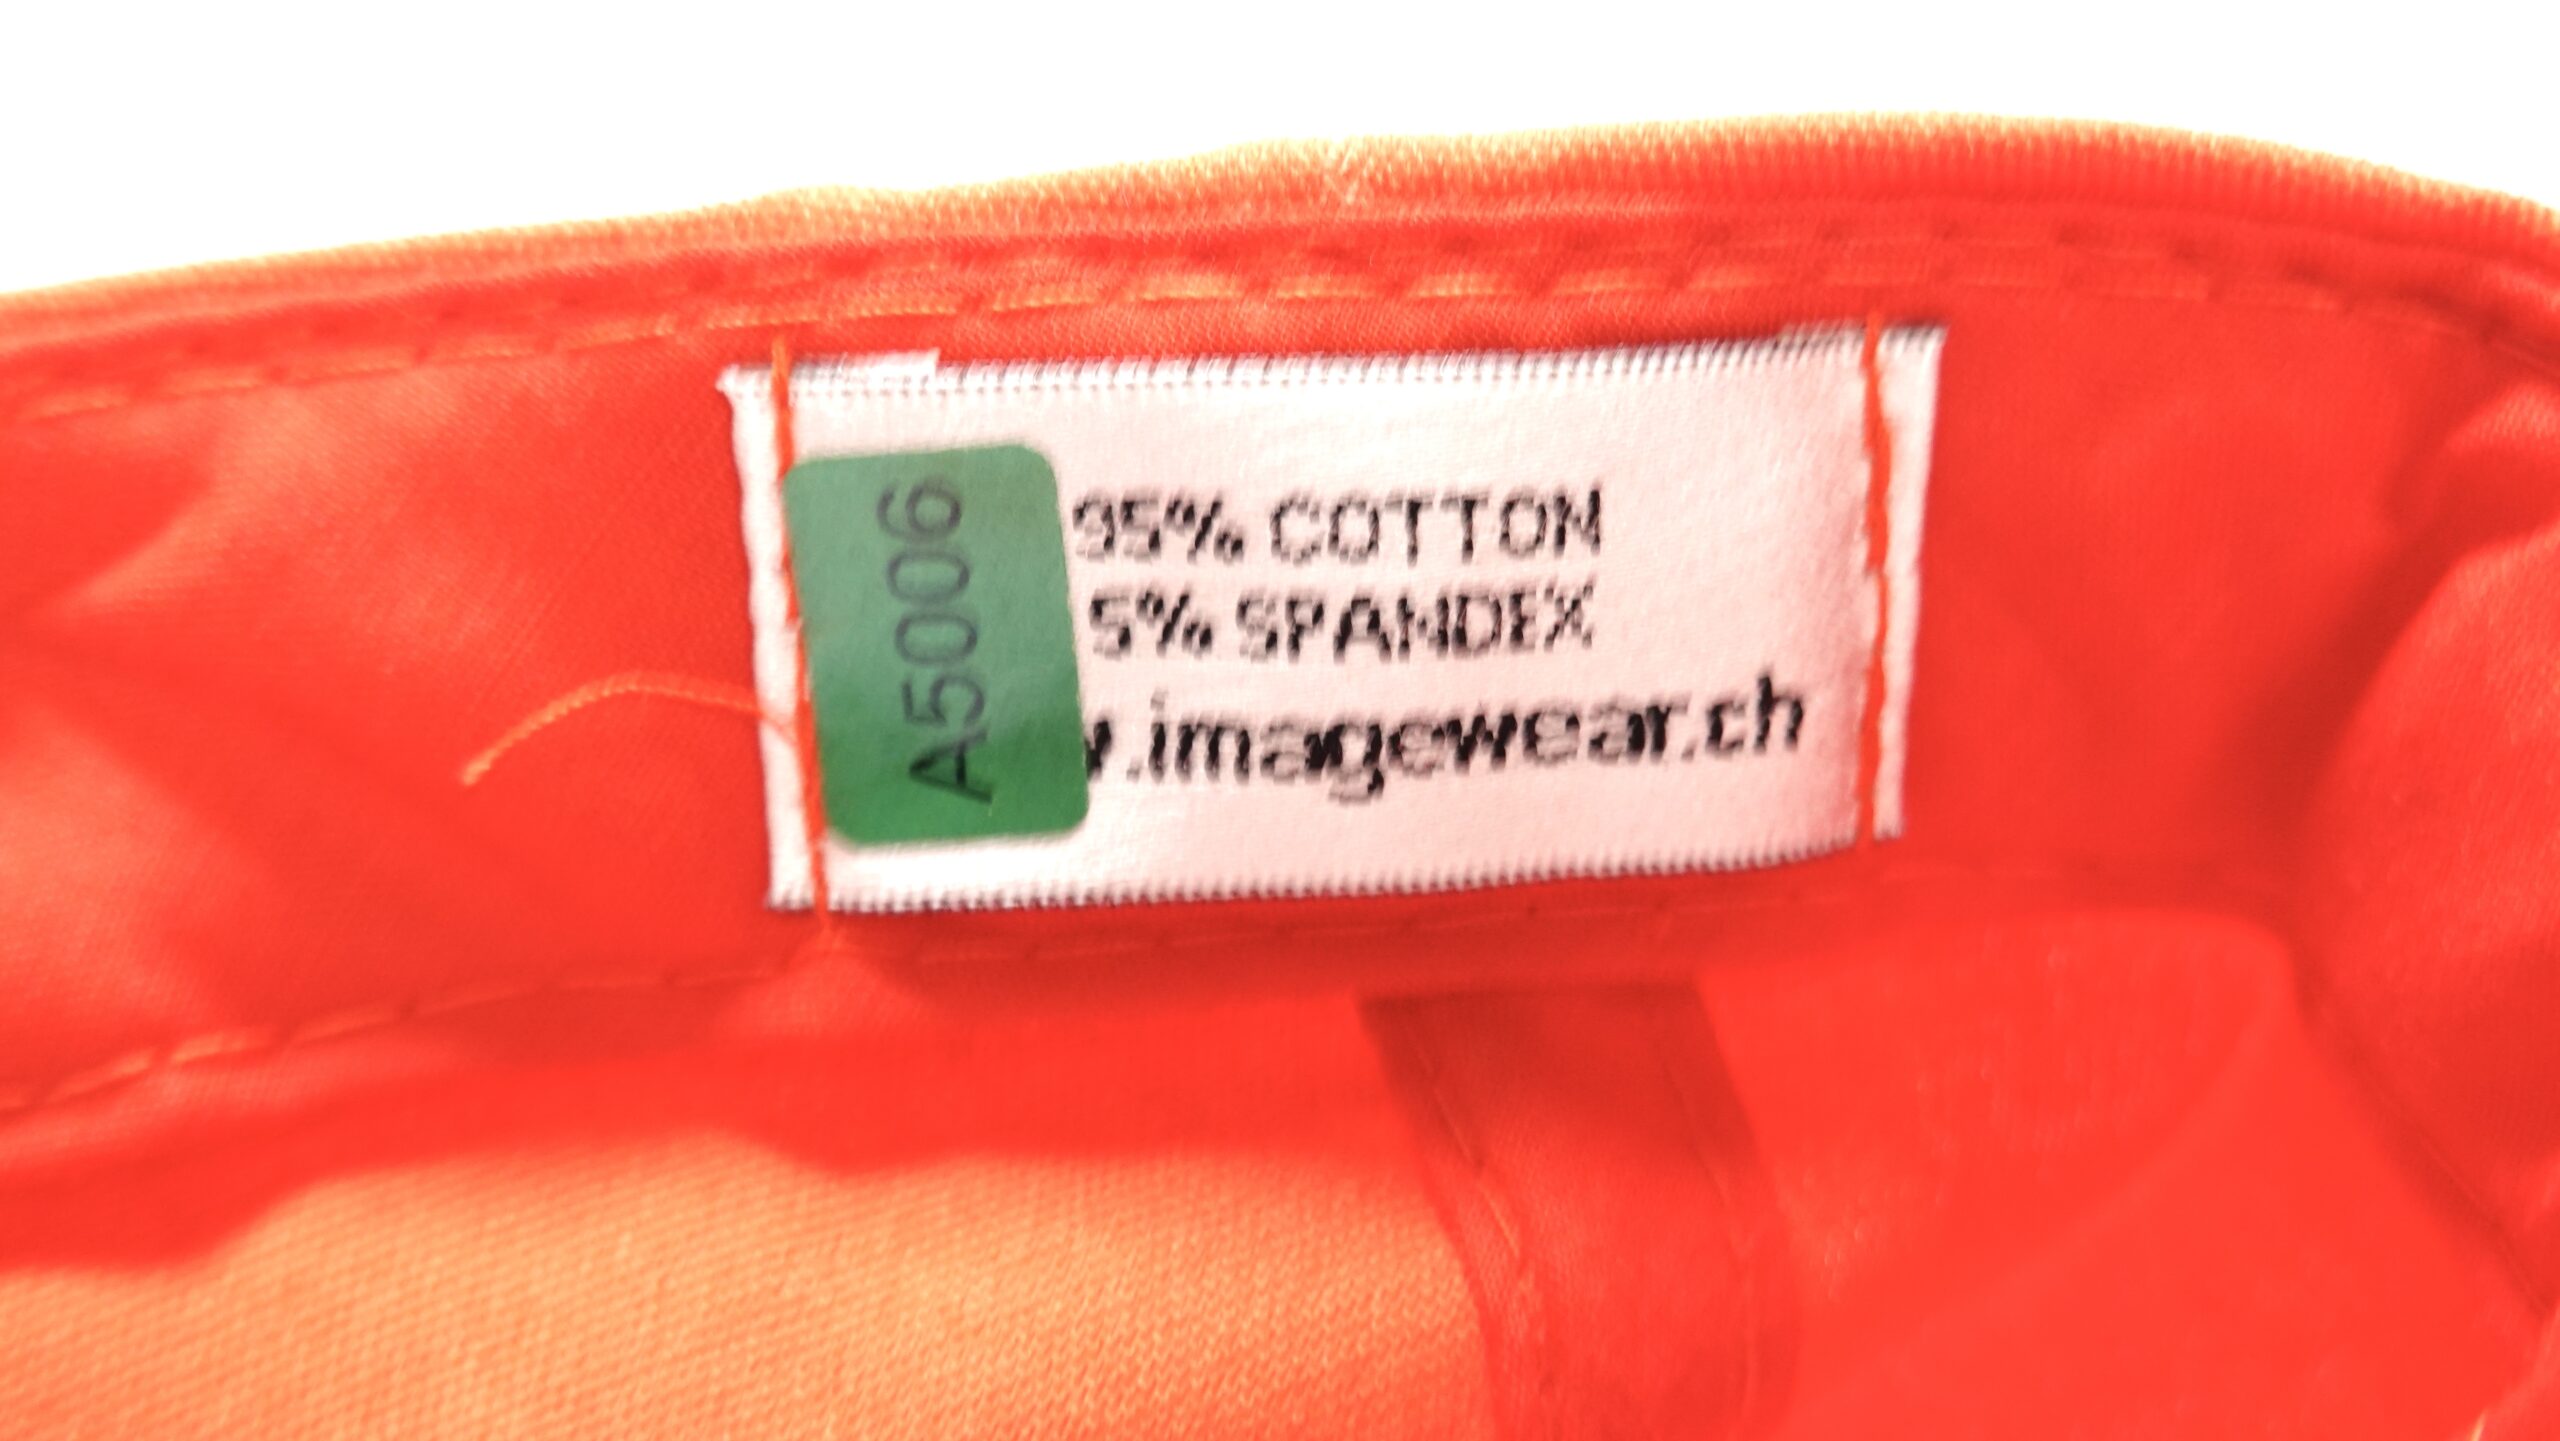 A5006
95% COTTON
5% SPANDEX
.imagewear.ch